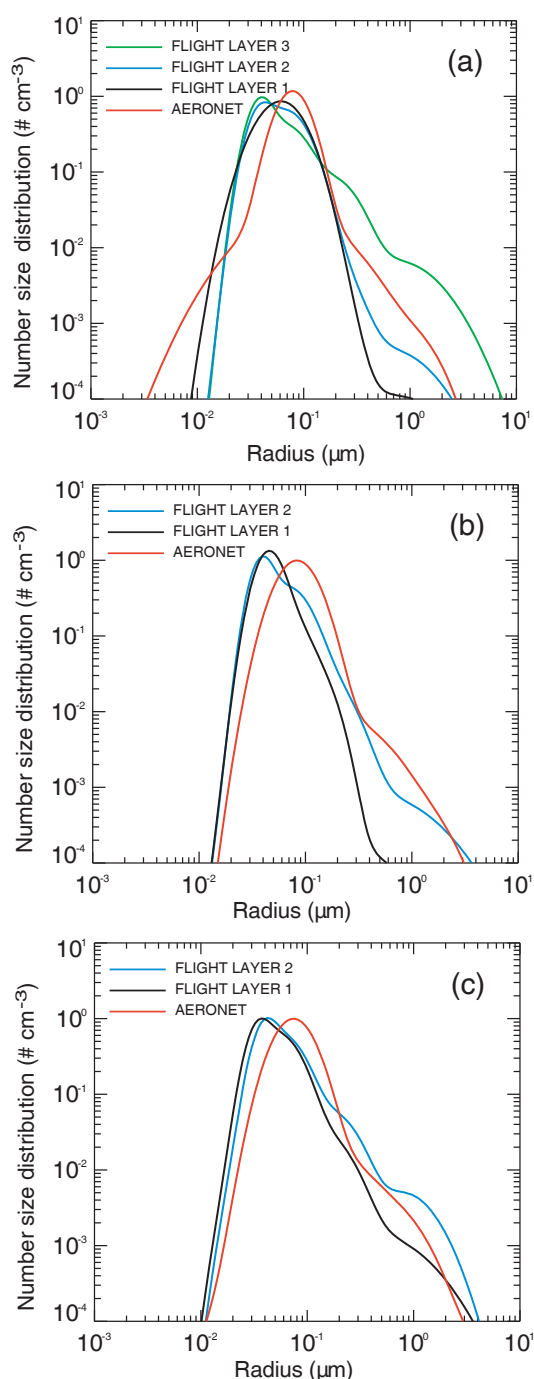 (a)
FLIGHT LAYER 3
FLIGHT LAYER 2
FLIGHT LAYER 1
AERONET
Number size distribution (# cm⁻³)
10¹
10⁰
10⁻¹
10⁻²
10⁻³
10⁻⁴
10⁻³ 10⁻² 10⁻¹ 10⁰ 10¹
Radius (µm)
(b)
FLIGHT LAYER 2
FLIGHT LAYER 1
AERONET
Number size distribution (# cm⁻³)
10¹
10⁰
10⁻¹
10⁻²
10⁻³
10⁻⁴
10⁻³ 10⁻² 10⁻¹ 10⁰ 10¹
Radius (µm)
(c)
FLIGHT LAYER 2
FLIGHT LAYER 1
AERONET
Number size distribution (# cm⁻³)
10¹
10⁰
10⁻¹
10⁻²
10⁻³
10⁻⁴
10⁻³ 10⁻² 10⁻¹ 10⁰ 10¹
Radius (µm)